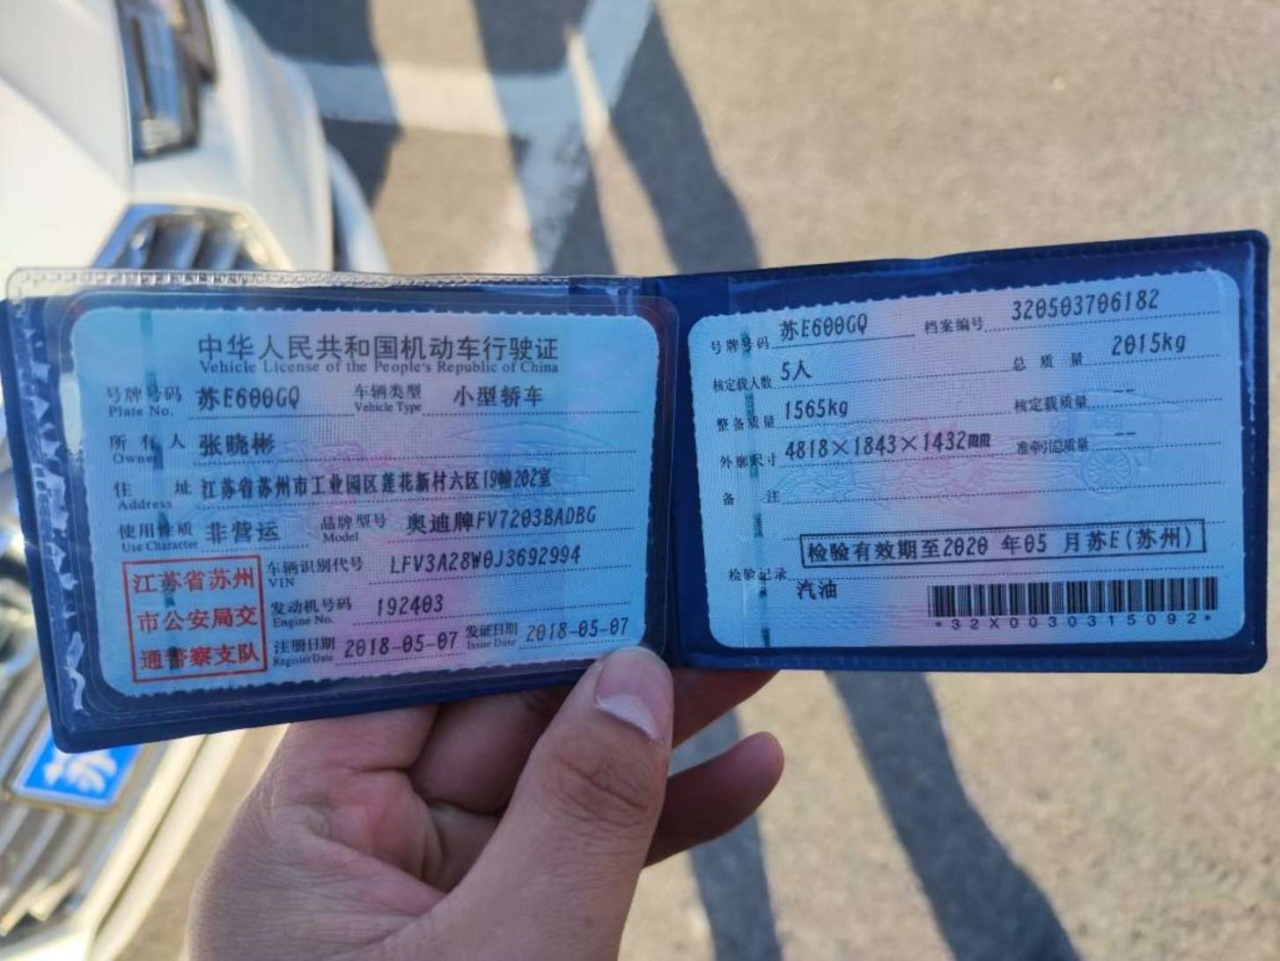 中华人民共和国机动车行驶证
Vehicle License of the People's Republic of China
号牌号码 苏E600GQ 车辆类型 小型轿车
Plate No. Vehicle Type
所有人 张晓彬
Owner
住址 江苏省苏州市工业园区莲花新村六区19幢202室
Address
使用性质 非营运 品牌型号 奥迪牌FV7203BADBG
Use Character Model
江苏省苏州
市公安局交
通警察支队
车辆识别代号 LFV3A28W0J3692994
VIN
发动机号码 192403
Engine No.
注册日期 2018-05-07 发证日期 2018-05-07
Register Date Issue Date
号牌号码 苏E600GQ 档案编号 320503706182
核定载人数 5人 总质量 2015kg
整备质量 1565kg 核定载质量 --
外廓尺寸 4818×1843×1432mm 准牵引总质量 --
备注
检验有效期至2020 年05 月苏E(苏州)
检验记录
汽油
*32X0030315092*
苏